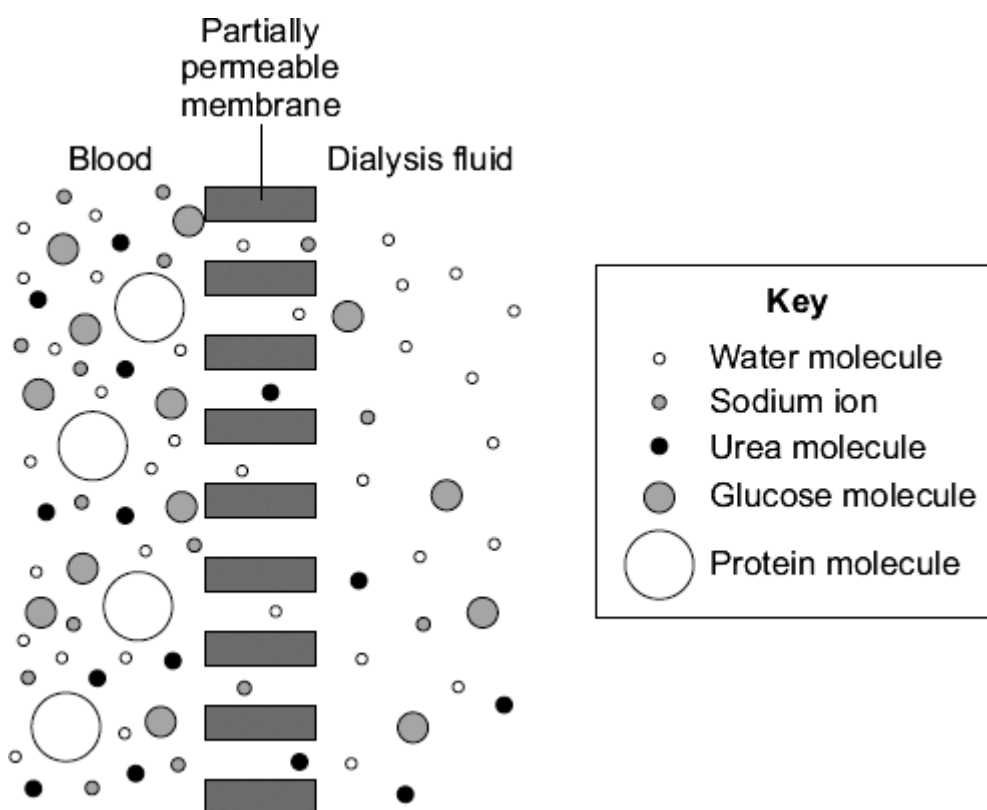 Partially
permeable
membrane
Blood
Dialysis fluid
Key
Water molecule
Sodium ion
Urea molecule
Glucose molecule
Protein molecule